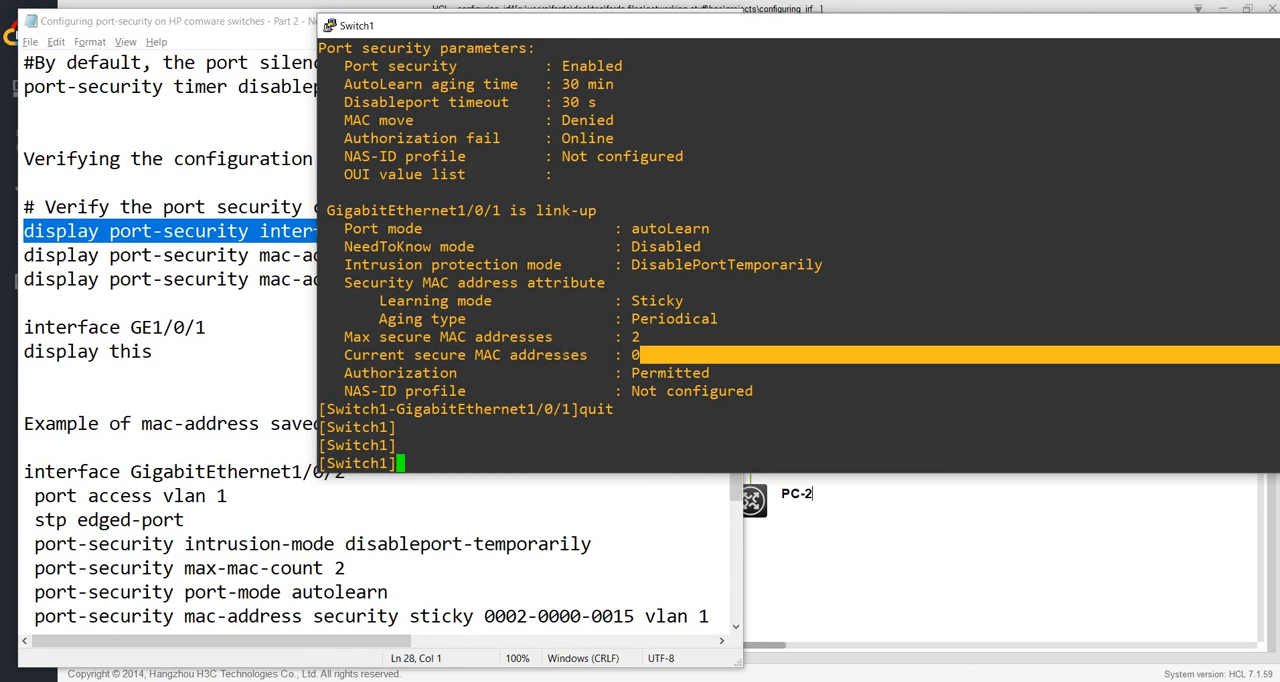 HCL
Configuring port-security on HP comware switches - Part 2 - N
File Edit Format View Help
#By default, the port silen
port-security timer disablep
Verifying the configuration
# Verify the port security
display port-security inter
display port-security mac-a
display port-security mac-a
interface GE1/0/1
display this
Example of mac-address save
interface GigabitEthernet1/0/2
port access vlan 1
stp edged-port
port-security intrusion-mode disableport-temporarily
port-security max-mac-count 2
port-security port-mode autolearn
port-security mac-address security sticky 0002-0000-0015 vlan 1
Ln 28, Col 1 100% Windows (CRLF) UTF-8
Switch1
Port security parameters:
Port security : Enabled
AutoLearn aging time : 30 min
Disableport timeout : 30 s
MAC move : Denied
Authorization fail : Online
NAS-ID profile : Not configured
OUI value list :
GigabitEthernet1/0/1 is link-up
Port mode : autoLearn
NeedToKnow mode : Disabled
Intrusion protection mode : DisablePortTemporarily
Security MAC address attribute
Learning mode : Sticky
Aging type : Periodical
Max secure MAC addresses : 2
Current secure MAC addresses : 0
Authorization : Permitted
NAS-ID profile : Not configured
[Switch1-GigabitEthernet1/0/1]quit
[Switch1]
[Switch1]
[Switch1]
PC-2
Copyright © 2014, Hangzhou H3C Technologies Co., Ltd. All rights reserved.
System version: HCL 7.1.59